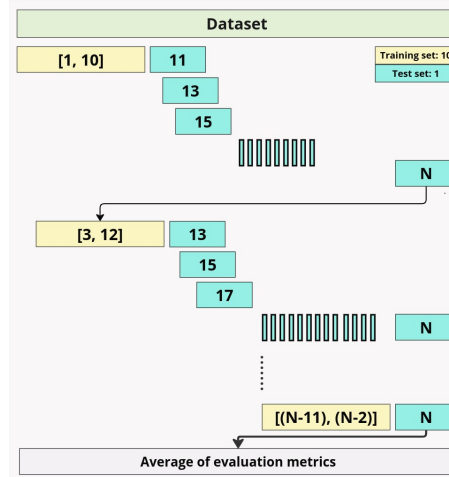 Dataset
[1, 10] 11
Training set: 10
Test set: 1
13
15
N
[3, 12] 13
15
17
N
[(N-11), (N-2)] N
Average of evaluation metrics